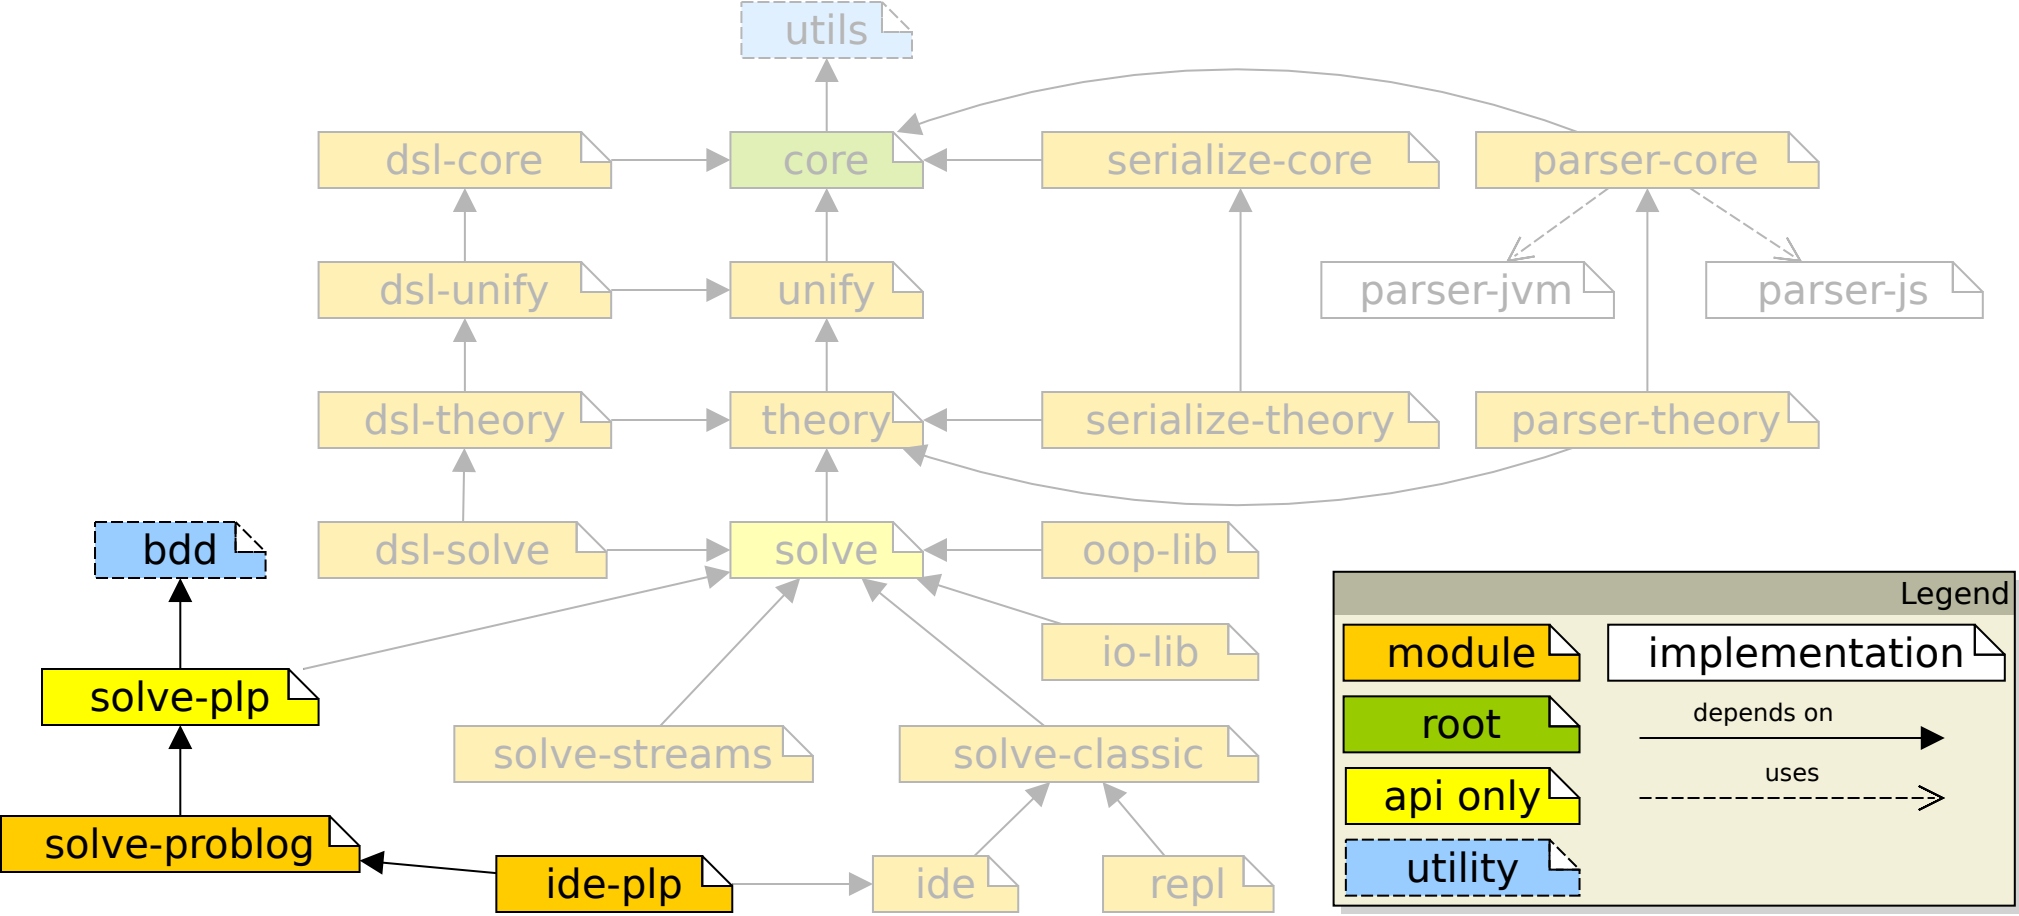 utils
dsl-core
core
serialize-core
parser-core
dsl-unify
unify
parser-jvm
parser-js
dsl-theory
theory
serialize-theory
parser-theory
bdd
dsl-solve
solve
oop-lib
io-lib
solve-plp
solve-streams
solve-classic
solve-problog
ide-plp
ide
repl
Legend
module
implementation
root
depends on
api only
uses
utility